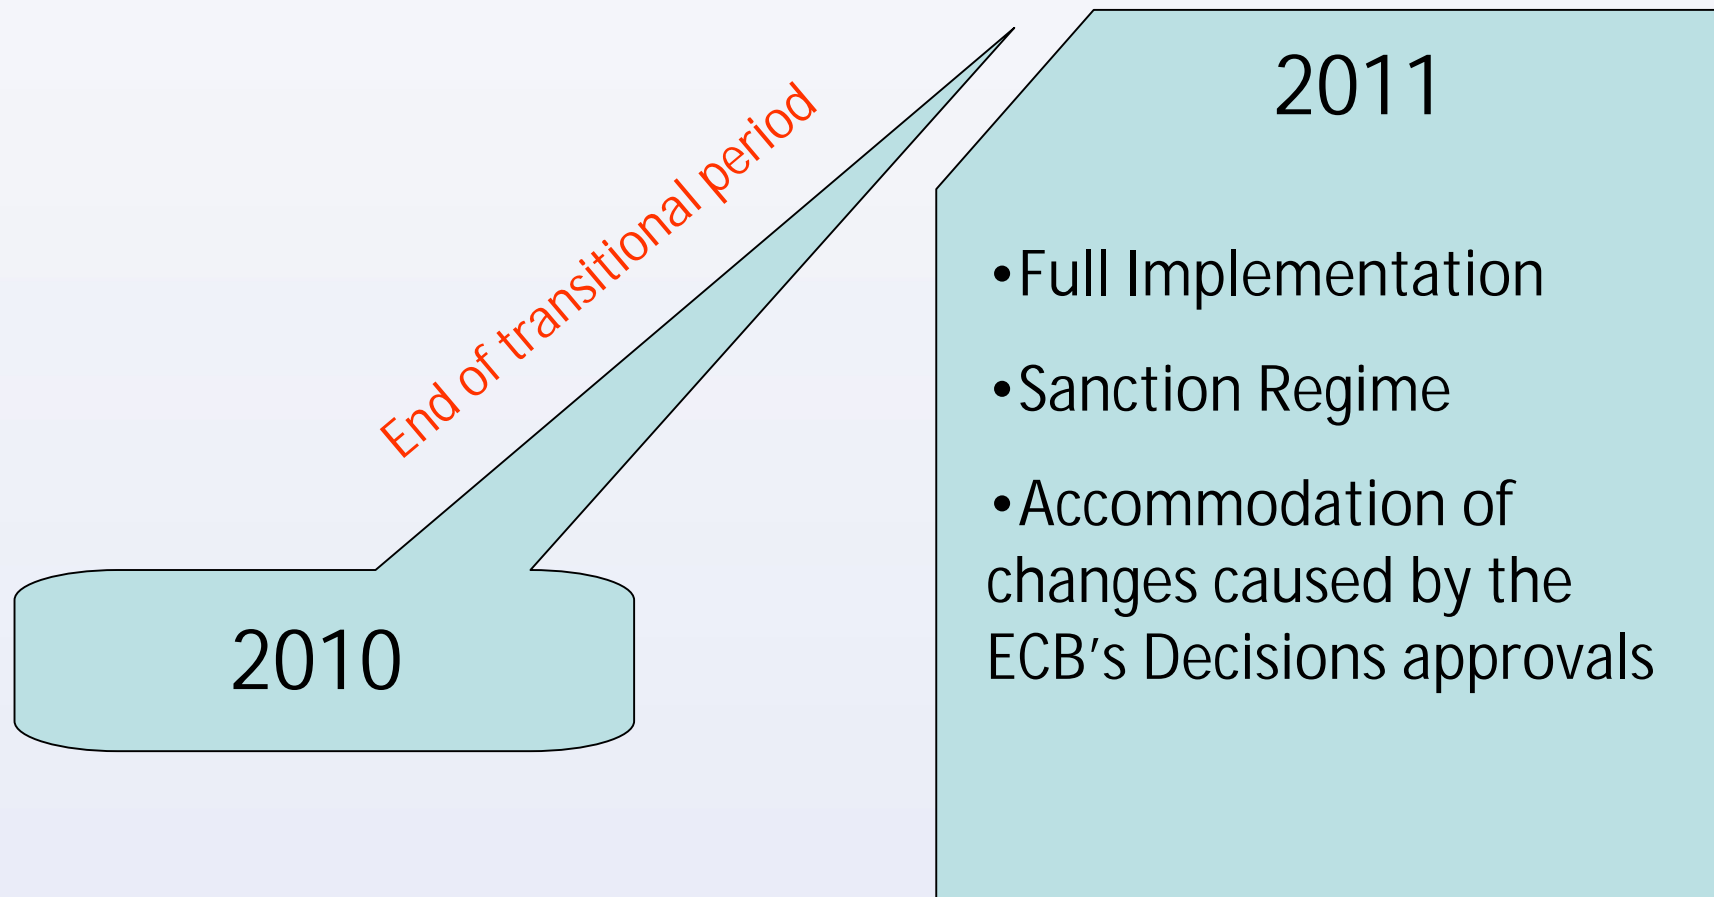 End of transitional period
2010
2011
•Full Implementation
•Sanction Regime
•Accommodation of
changes caused by the
ECB's Decisions approvals